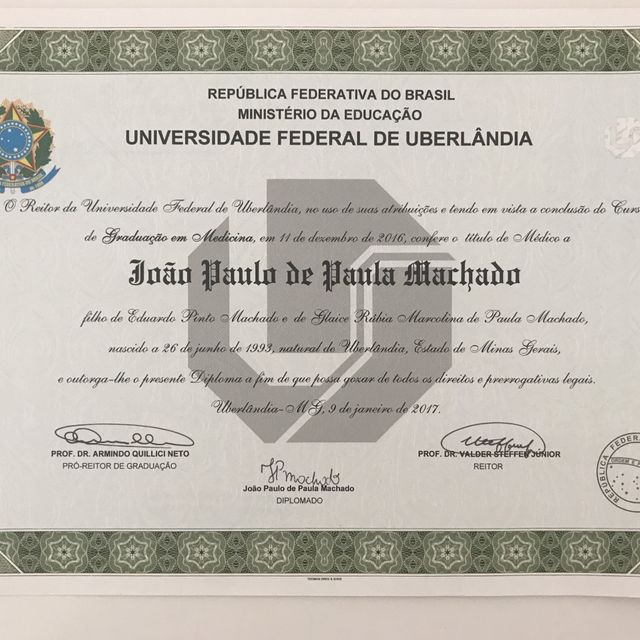 REPÚBLICA FEDERATIVA DO BRASIL
MINISTÉRIO DA EDUCAÇÃO
UNIVERSIDADE FEDERAL DE UBERLÂNDIA
O Reitor da Universidade Federal de Uberlândia, no uso de suas atribuições e tendo em vista a conclusão do Curs
de Graduação em Medicina, em 11 de dezembro de 2016, confere o título de Médico a
João Paulo de Paula Machado
filho de Eduardo Pinto Machado e de Glaice Rúbia Marcolina de Paula Machado,
nascido a 26 de junho de 1993, natural de Uberlândia, Estado de Minas Gerais,
e outorga-lhe o presente Diploma a fim de que possa gozar de todos os direitos e prerrogativas legais.
Uberlândia-MG, 9 de janeiro de 2017.
PROF. DR. ARMINDO QUILLICI NETO
PRÓ-REITOR DE GRADUAÇÃO
JP Machado
João Paulo de Paula Machado
DIPLOMADO
PROF. DR. VALDER STEFFEN JÚNIOR
REITOR
REPÚBLICA FEDERA